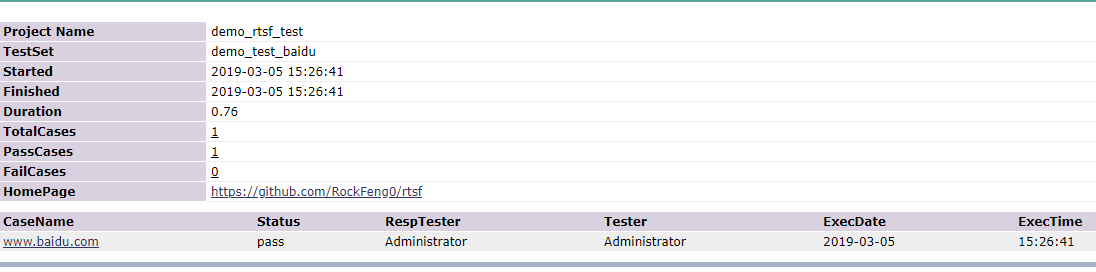 Project Name demo_rtsf_test
TestSet demo_test_baidu
Started 2019-03-05 15:26:41
Finished 2019-03-05 15:26:41
Duration 0.76
TotalCases 1
PassCases 1
FailCases 0
HomePage https://github.com/RockFeng0/rtsf
CaseName Status RespTester Tester ExecDate ExecTime
www.baidu.com pass Administrator Administrator 2019-03-05 15:26:41